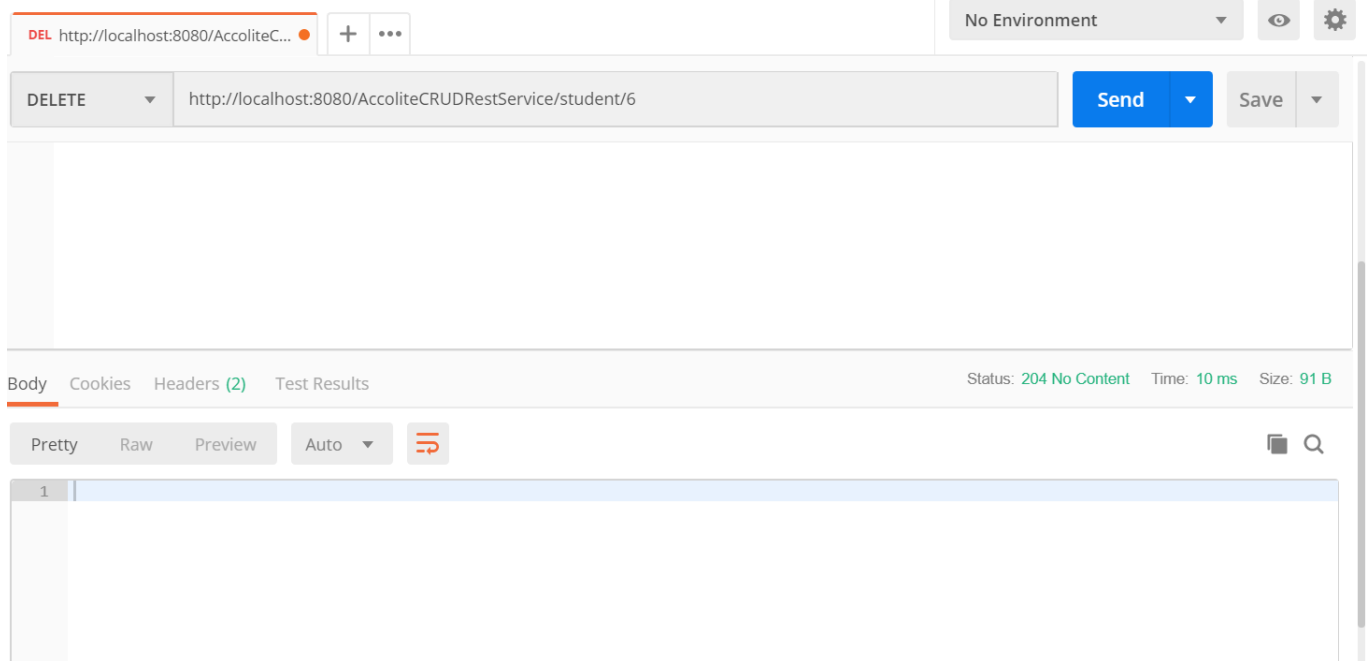 DEL http://localhost:8080/AccoliteC...
No Environment
DELETE http://localhost:8080/AccoliteCRUDRestService/student/6 Send Save
Body Cookies Headers (2) Test Results Status: 204 No Content Time: 10 ms Size: 91 B
Pretty Raw Preview Auto
1